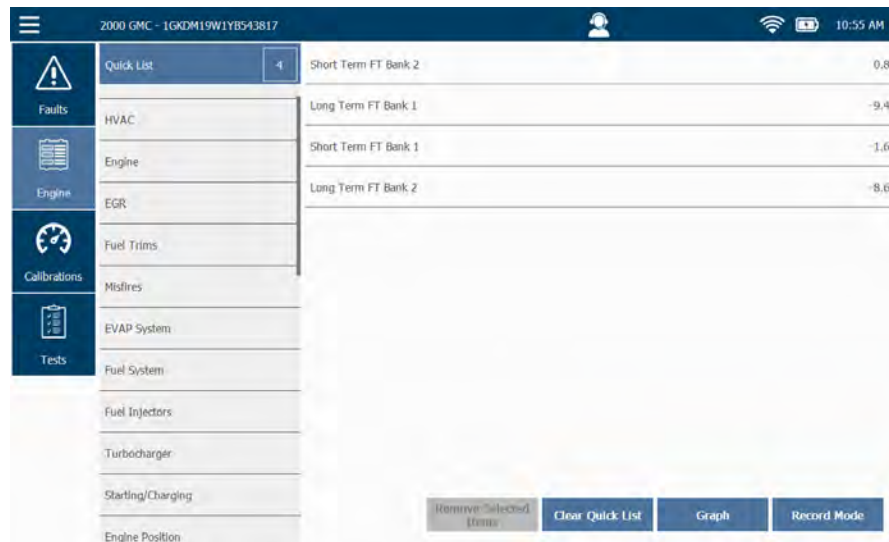 2000 GMC - 1GKDM19W1YB543817
10:55 AM
Faults
Engine
Calibrations
Tests
Quick List 4
HVAC
Engine
EGR
Fuel Trims
Misfires
EVAP System
Fuel System
Fuel Injectors
Turbocharger
Starting/Charging
Engine Position
Short Term FT Bank 2 0.8
Long Term FT Bank 1 -9.4
Short Term FT Bank 1 -1.6
Long Term FT Bank 2 -8.6
Remove Selected
Items
Clear Quick List
Graph
Record Mode